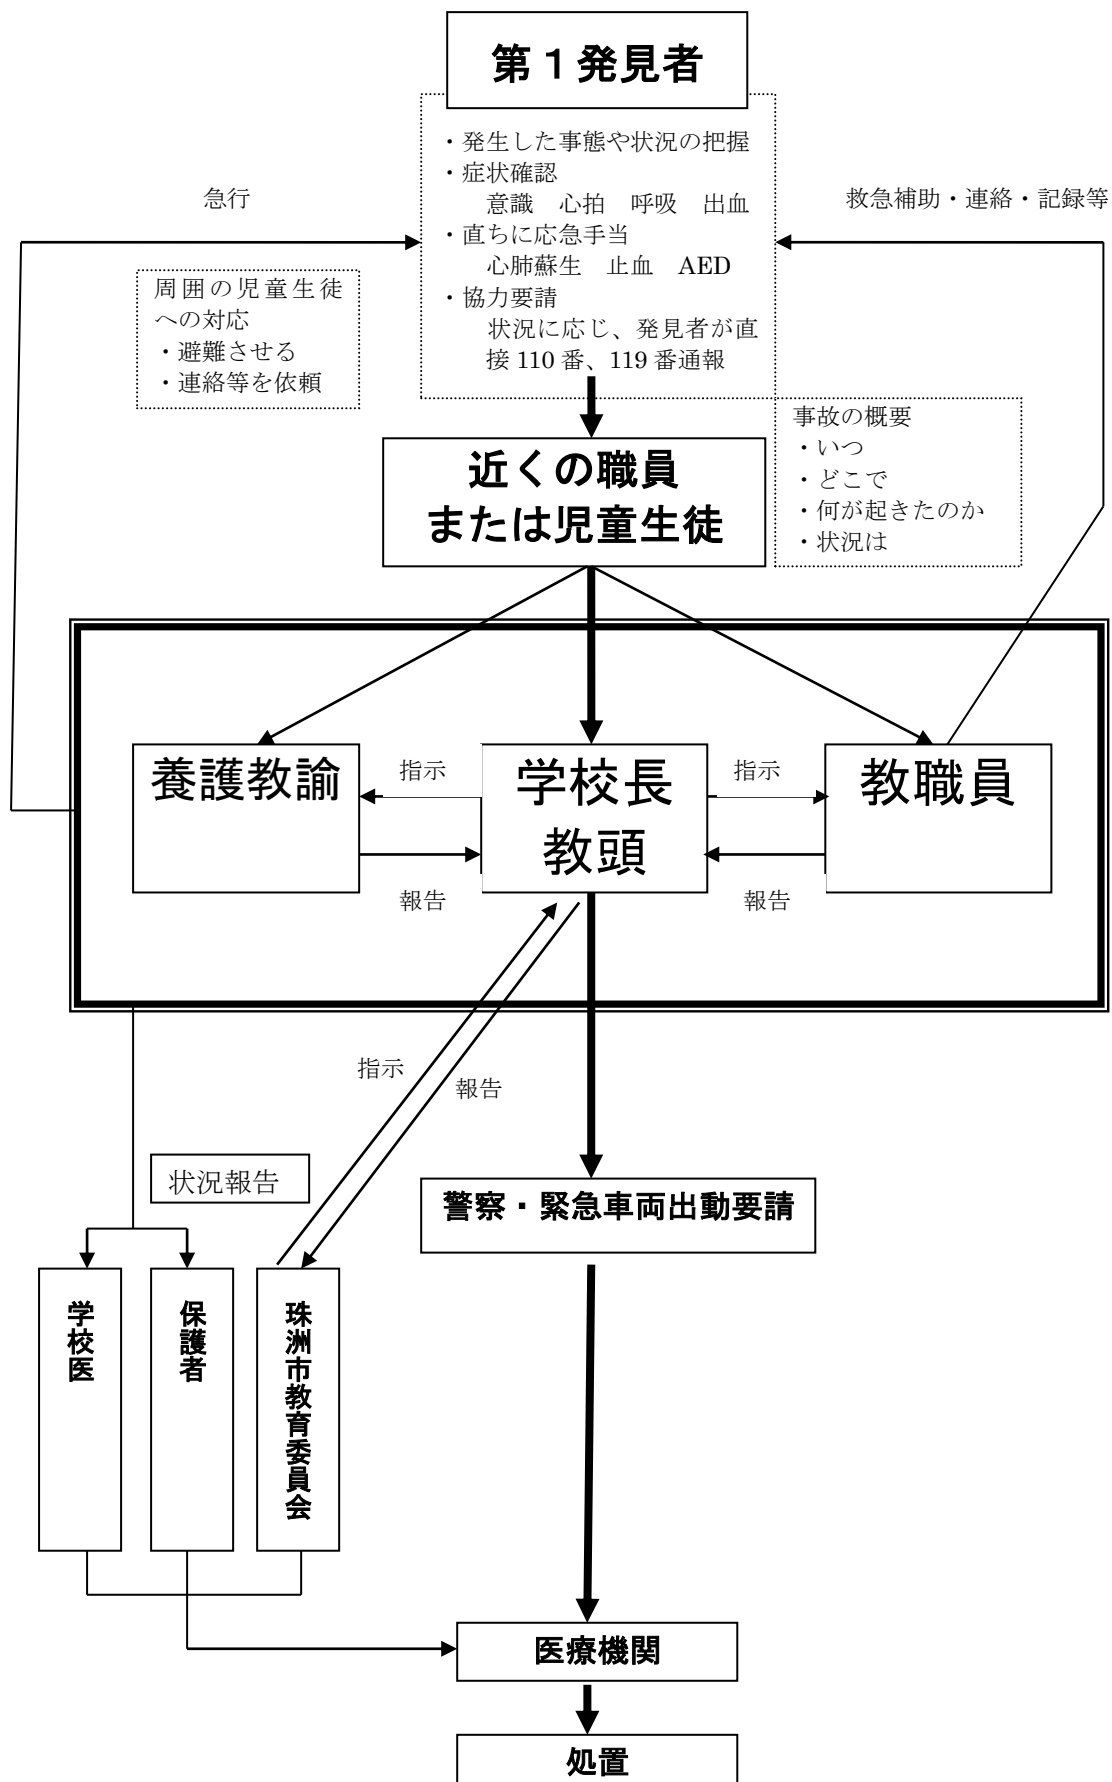 第1発見者
・発生した事態や状況の把握
・症状確認
意識 心拍 呼吸 出血
・直ちに応急手当
心肺蘇生 止血 AED
・協力要請
状況に応じ、発見者が直
接 110 番、119 番通報
急行
救急補助・連絡・記録等
周囲の児童生徒
への対応
・避難させる
・連絡等を依頼
事故の概要
・いつ
・どこで
・何が起きたのか
・状況は
近くの職員
または児童生徒
養護教諭
指示
学校長
教頭
指示
教職員
報告
報告
指示
報告
状況報告
警察・緊急車両出動要請
学校医
保護者
珠洲市教育委員会
医療機関
処置